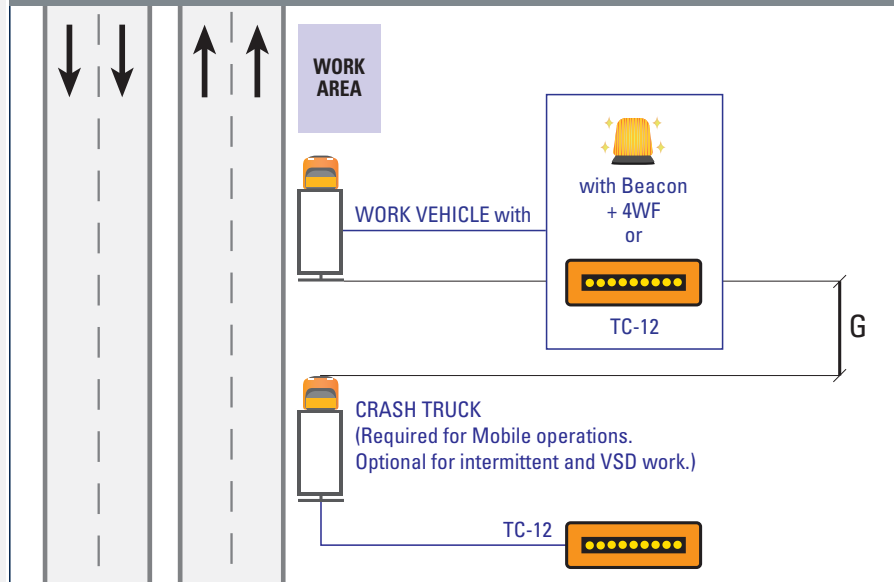 WORK
AREA
with Beacon
+ 4WF
or
WORK VEHICLE with
TC-12
G
CRASH TRUCK
(Required for Mobile operations.
Optional for intermittent and VSD work.)
TC-12